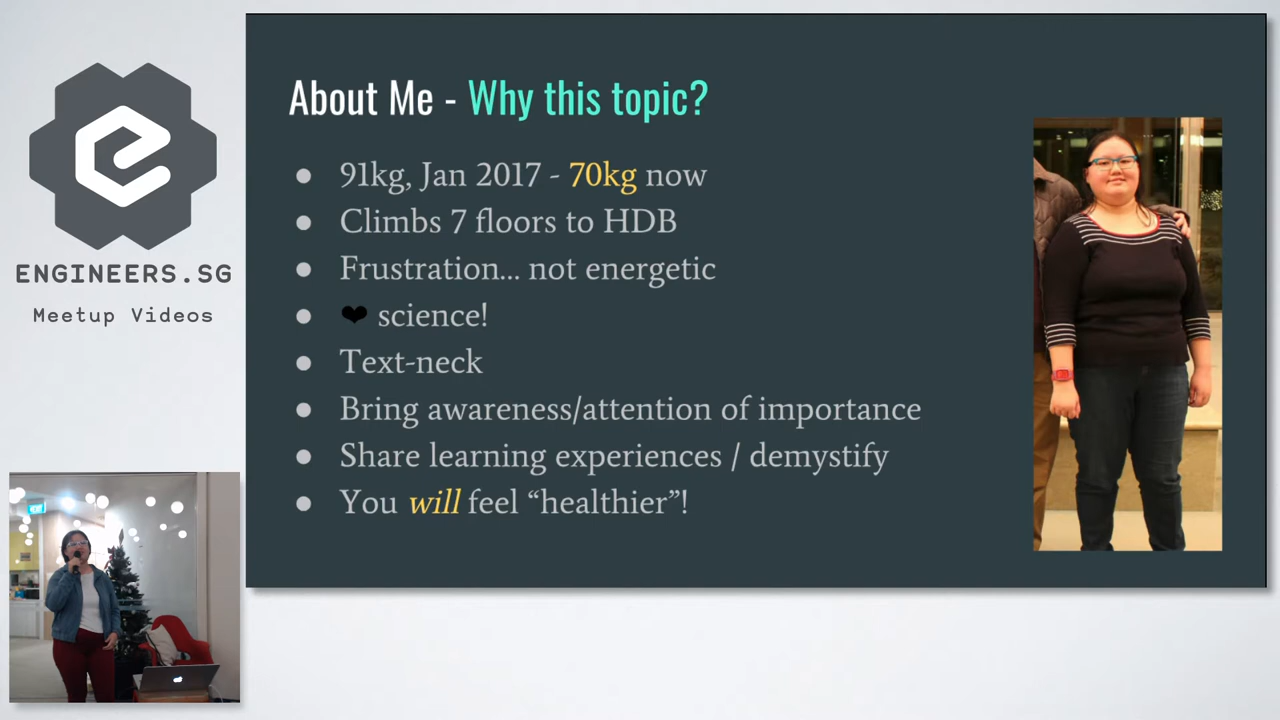 ENGINEERS.SG
Meetup Videos
About Me - Why this topic?
● 91kg, Jan 2017 - 70kg now
● Climbs 7 floors to HDB
● Frustration... not energetic
● ❤ science!
● Text-neck
● Bring awareness/attention of importance
● Share learning experiences / demystify
● You will feel “healthier”!